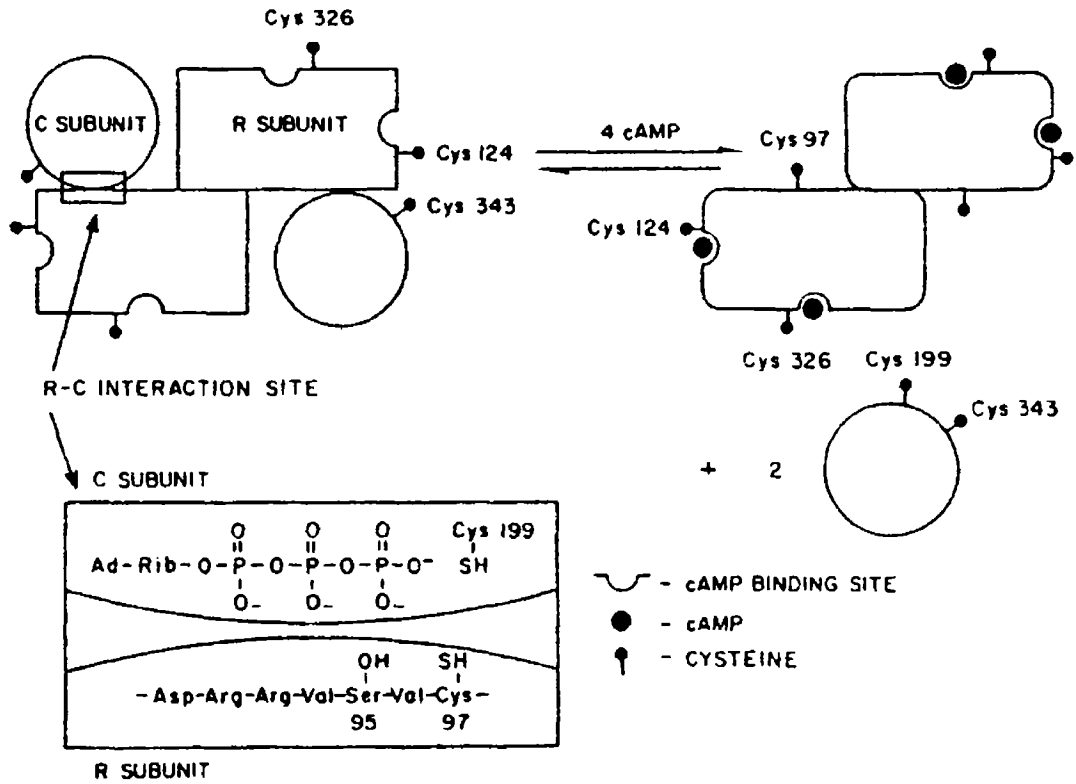 Cys 326
C SUBUNIT
R SUBUNIT
Cys 124
Cys 343
4 cAMP
Cys 97
Cys 124
Cys 326
Cys 199
Cys 343
+ 2
R-C INTERACTION SITE
C SUBUNIT
O O O Cys 199
Ad-Rib-O-P-O-P-O-P-O⁻ SH
O- O- O-
OH SH
-Asp-Arg-Arg-Val-Ser-Val-Cys-
95 97
R SUBUNIT
- cAMP BINDING SITE
- cAMP
- CYSTEINE